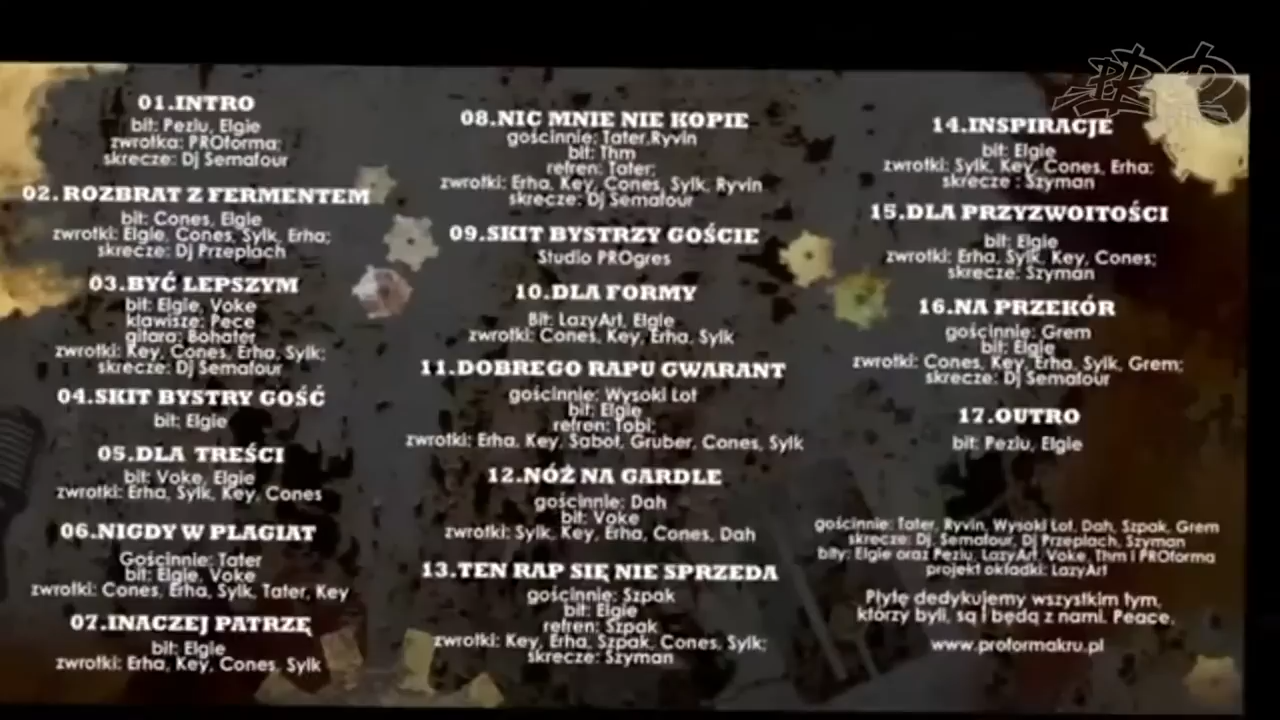 01.INTRO
bit: Peziu, Elgie
zwrotka: PROforma;
skrecze: Dj Semafour
02. ROZBRAT Z FERMENTEM
bit: Cones, Elgie
zwrotki: Elgie, Cones, Sylk, Erha;
skrecze: Dj Przeplach
03.BYĆ LEPSZYM
bit: Elgie, Voke
klawisze: Pece
gitara: Bohater
zwrotki: Key, Cones, Erha, Sylk;
skrecze: Dj Semafour
04.SKIT BYSTRY GOŚĆ
bit: Elgie
05.DLA TREŚCI
bit: Voke, Elgie
zwrotki: Erha, Sylk, Key, Cones
06.NIGDY W PLAGIAT
Gościnnie: Tater
bit: Elgie, Voke
zwrotki: Cones, Erha, Sylk, Tater, Key
07.INACZEJ PATRZĘ
bit: Elgie
zwrotki: Erha, Key, Cones, Sylk
08.NIC MNIE NIE KOPIE
gościnnie: Tater,Ryvin
bit: Thm
refren: Tater;
zwrotki: Erha, Key, Cones, Sylk, Ryvin
skrecze: Dj Semafour
09.SKIT BYSTRZY GOŚCIE
Studio PROgres
10.DLA FORMY
Bit: LazyArt, Elgie
zwrotki: Cones, Key, Erha, Sylk
11.DOBREGO RAPU GWARANT
gościnnie: Wysoki Lot
bit: Elgie
refren: Tobi;
zwrotki: Erha, Key, Sabot, Gruber, Cones, Sylk
12.NÓŻ NA GARDLE
gościnnie: Dah
bit: Voke
zwrotki: Sylk, Key, Erha, Cones, Dah
13.TEN RAP SIĘ NIE SPRZEDA
gościnnie: Szpak
bit: Elgie
refren: Szpak
zwrotki: Key, Erha, Szpak, Cones, Sylk;
skrecze: Szyman
14.INSPIRACJE
bit: Elgie
zwrotki: Sylk, Key, Cones, Erha;
skrecze : Szyman
15.DLA PRZYZWOITOŚCI
bit: Elgie
zwrotki: Erha, Sylk, Key, Cones;
skrecze: Szyman
16.NA PRZEKÓR
gościnnie: Grem
bit: Elgie
zwrotki: Cones, Key, Erha, Sylk, Grem;
skrecze: Dj Semafour
17.OUTRO
bit: Peziu, Elgie
gościnnie: Tater, Ryvin, Wysoki Lot, Dah, Szpak, Grem
skrecze: Dj. Semafour, Dj Przeplach, Szyman
bity: Elgie oraz Peziu, LazyArt, Voke, Thm i PROforma
projekt okładki: LazyArt
Płytę dedykujemy wszystkim tym,
którzy byli, są i będą z nami. Peace.
www.proformakru.pl